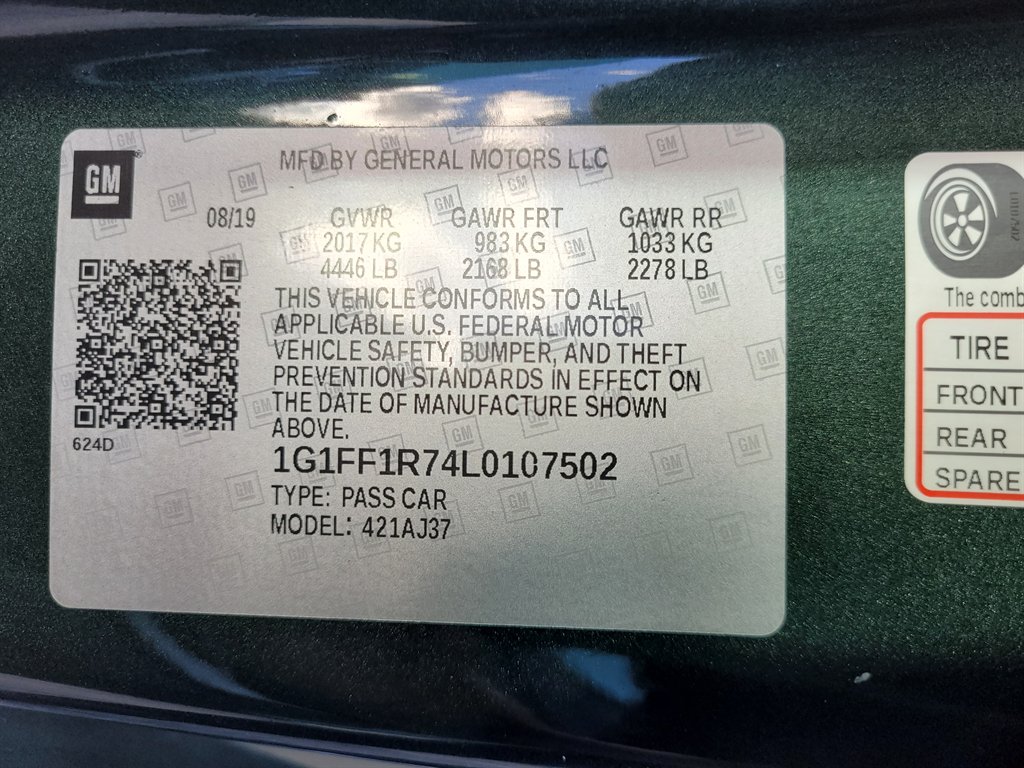 GM
MFD BY GENERAL MOTORS LLC
08/19 GVWR GAWR FRT GAWR RR
2017 KG 983 KG 1033 KG
4446 LB 2168 LB 2278 LB
THIS VEHICLE CONFORMS TO ALL
APPLICABLE U.S. FEDERAL MOTOR
VEHICLE SAFETY, BUMPER, AND THEFT
PREVENTION STANDARDS IN EFFECT ON
THE DATE OF MANUFACTURE SHOWN
ABOVE.
624D
1G1FF1R74L0107502
TYPE: PASS CAR
MODEL: 421AJ37
L0107502
The comb
TIRE
FRONT
REAR
SPARE